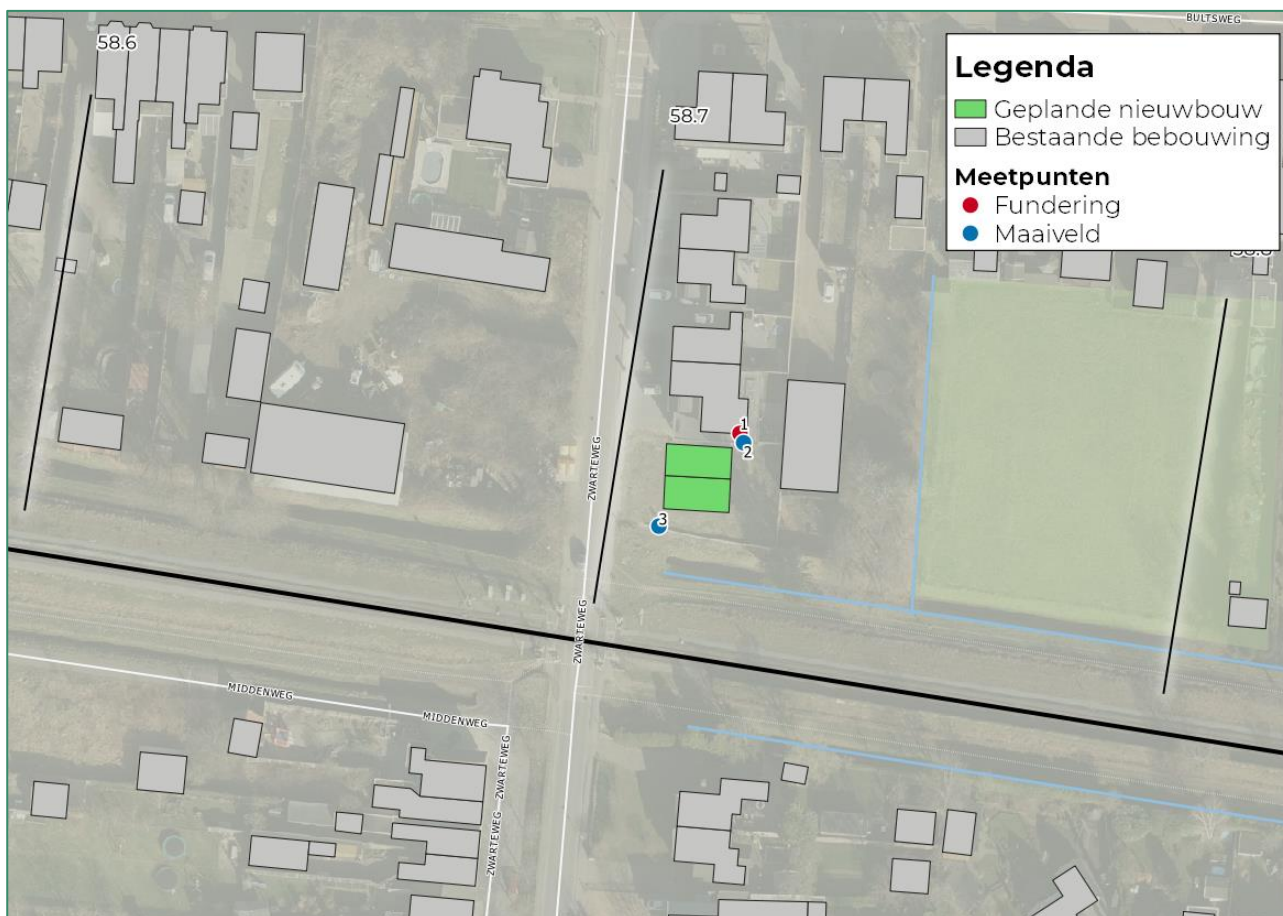 BULTSWEG
58.6
58.7
Legenda
Geplande nieuwbouw
Bestaande bebouwing
Meetpunten
Fundering
Maaiveld
1
2
3
ZWARTEWEG
ZWARTEWEG
MIDDENWEG
MIDDENWEG
ZWARTEWEG
ZWARTEWEG